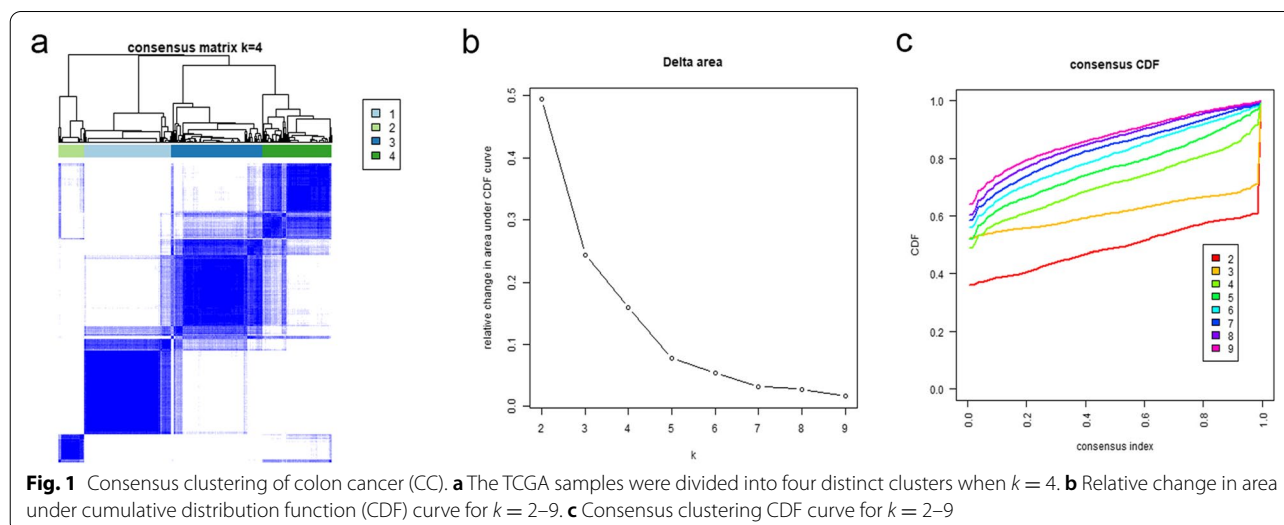 a
consensus matrix k=4
1
2
3
4
b
Delta area
relative change in area under CDF curve
0.5
0.4
0.3
0.2
0.1
0.0
2 3 4 5 6 7 8 9
k
c
consensus CDF
CDF
1.0
0.8
0.6
0.4
0.2
0.0
2
3
4
5
6
7
8
9
0.0 0.2 0.4 0.6 0.8 1.0
consensus index
Fig. 1 Consensus clustering of colon cancer (CC). a The TCGA samples were divided into four distinct clusters when k = 4. b Relative change in area
under cumulative distribution function (CDF) curve for k = 2–9. c Consensus clustering CDF curve for k = 2–9